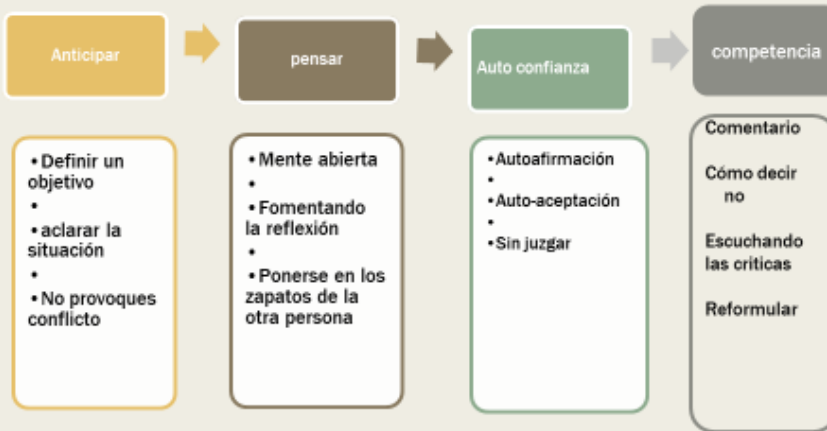 Anticipar
• Definir un
objetivo
•
• aclarar la
situación
•
• No provoques
conflicto
pensar
• Mente abierta
•
• Fomentando
la reflexión
•
• Ponerse en los
zapatos de la
otra persona
Auto confianza
• Autoafirmación
•
• Auto-aceptación
•
• Sin juzgar
competencia
Comentario
Cómo decir
no
Escuchando
las criticas
Reformular